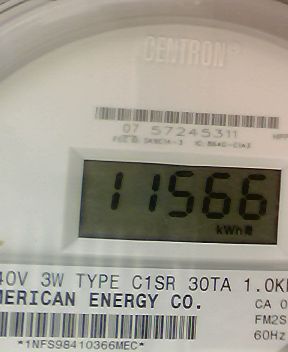 CENTRON®
07 57245311
11566
kWh
40V 3W TYPE C1SR 30TA 1.0K
MERICAN ENERGY CO.
CA 0
FM2S
60Hz
*1NFS98410366MEC*